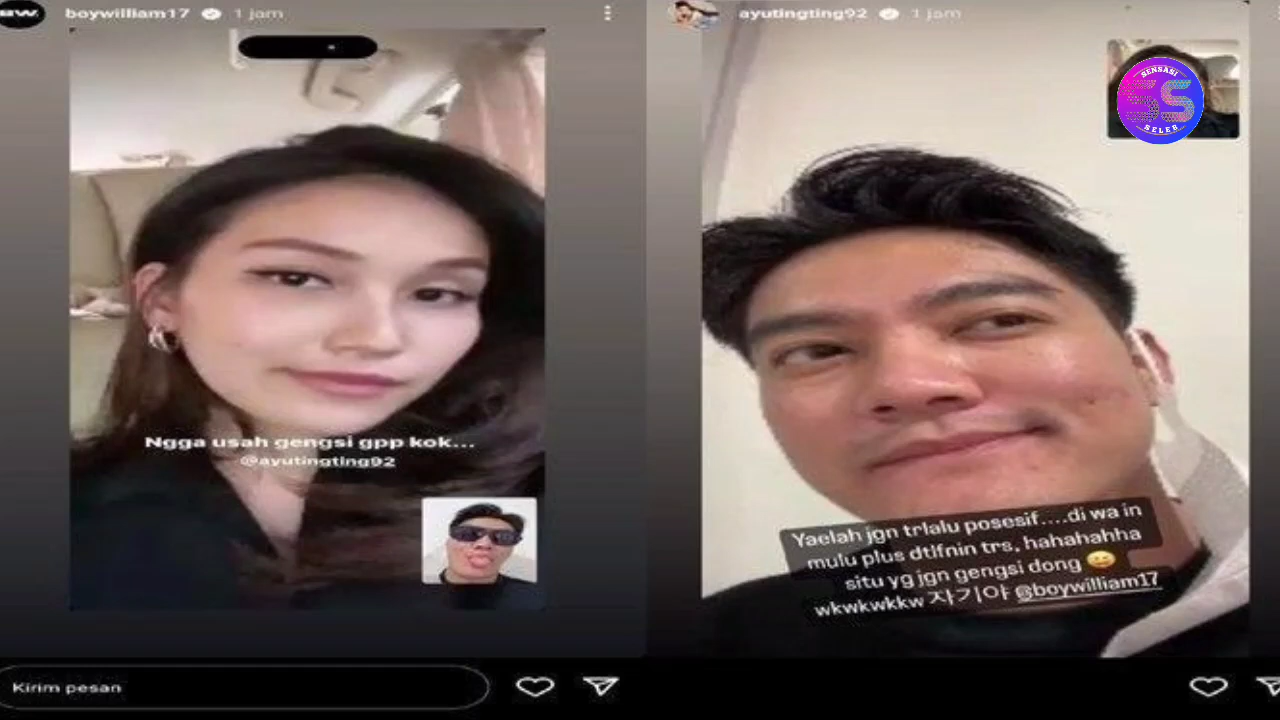 BW.
boywilliam17 1 jam
Ngga usah gengsi gpp kok...
@ayutingting92
Kirim pesan
ayutingting92 1 jam
SENSASI
SS
SELEB
Yaelah jgn trlalu posesif....di wa in
mulu plus dtlfnin trs, hahahahha
situ yg jgn gengsi dong 😀
wkwkwkkw 자기야 @boywilliam17